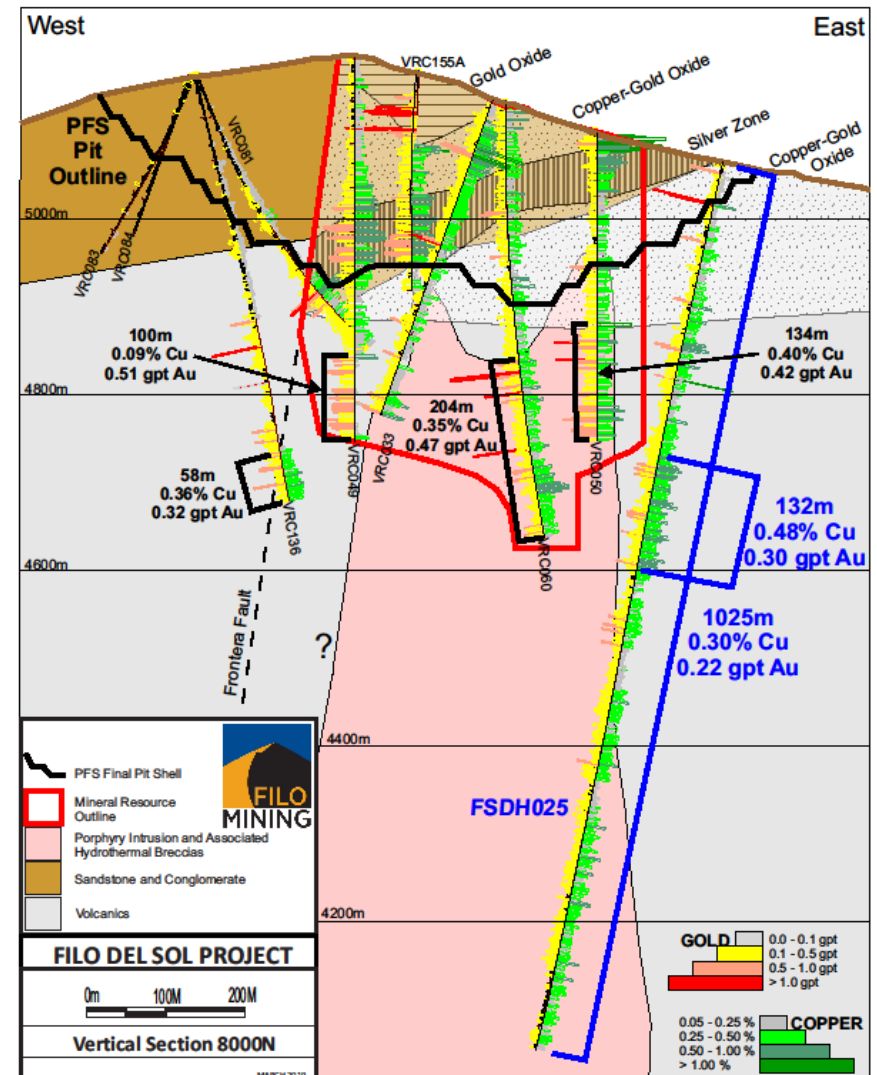 West
East
VRC155A
Gold Oxide
Copper-Gold Oxide
Silver Zone
Copper-Gold
Oxide
PFS
Pit
Outline
VRC081
5000m
VRC083
VRC084
100m
0.09% Cu
0.51 gpt Au
134m
0.40% Cu
0.42 gpt Au
4800m
204m
0.35% Cu
0.47 gpt Au
VRC033
VRC049
VRC050
58m
0.36% Cu
0.32 gpt Au
VRC136
132m
0.48% Cu
0.30 gpt Au
VRC060
4600m
1025m
0.30% Cu
0.22 gpt Au
Frontera Fault
?
4400m
FSDH025
4200m
PFS Final Pit Shell
Mineral Resource
Outline
Porphyry Intrusion and Associated
Hydrothermal Breccias
Sandstone and Conglomerate
Volcanics
FILO
MINING
FILO DEL SOL PROJECT
0m 100M 200M
Vertical Section 8000N
GOLD
0.0 - 0.1 gpt
0.1 - 0.5 gpt
0.5 - 1.0 gpt
> 1.0 gpt
COPPER
0.05 - 0.25 %
0.25 - 0.50 %
0.50 - 1.00 %
> 1.00 %